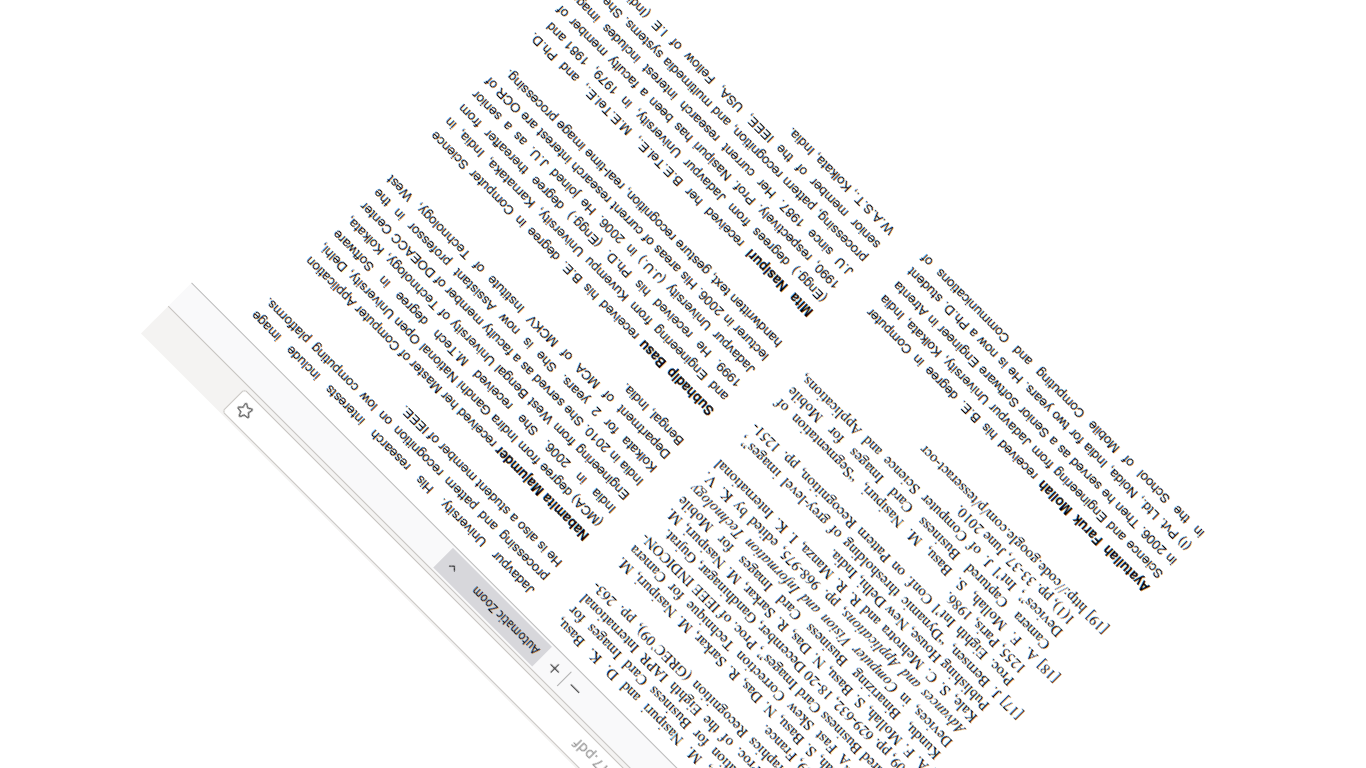 7.pdf
− + Automatic Zoom
M. Nasipuri and D. K. Basu,
for Business Card Images for
Proc. of Eighth IAPR International
Recognition (GREC'09), pp. 263-
France.
S. Basu, N. Das, R. Sarkar, M. Nasipuri, M.
A Fast Skew Correction Technique for Camera
Business Card Images" Proc. of IEEE INDICON-
pp. 629-632, 18-20 December, Gandhinagar, Gujrat,
A. F. Mollah, S. Basu, N. Das, R. Sarkar, M. Nasipuri, M.
Kundu, Binarizing Business Card Images for Mobile
Devices in Advances in Computer Vision and Information Technology
and Applications edited by K. V.
Kale, S. C. Mehrotra and R. R. Manza, I. K. International
Publishing House, New Delhi, India, pp. 968-975.
[17] J. Bernsen, "Dynamic thresholding of grey-level images",
Proc. Eighth Int'l Conf. on Pattern Recognition, pp. 1251-
1255, Paris, 1986.
[18] A. F. Mollah, S. Basu, M. Nasipuri, "Segmentation of
Camera Captured Business Card Images for Mobile
Devices", Int'l J. of Computer Science and Applications,
1(1), pp. 33-37, June 2010.
[19] http://code.google.com/p/tesseract-ocr
Ayatullah Faruk Mollah received his B.E. degree in Computer
Science and Engineering from Jadavpur University, Kolkata, India
in 2006. Then he served as a Senior Software Engineer in Atrenta
(I) Pvt. Ltd., Noida, India for two years. He is now a Ph.D. student
in the School of Mobile Computing and Communications of
Jadavpur University. His research interests include image
processing and pattern recognition on low computing platforms.
He is also a student member of IEEE.
Nabamita Majumder received her Master of Computer Application
(MCA) degree from Indira Gandhi National Open University, Delhi,
India in 2006. She received M.Tech degree in Software
Engineering from West Bengal University of Technology, Kolkata,
India in 2010. She served as a faculty member of DOEACC Center
Kolkata for 2 years. She is now Assistant professor in the
Department of MCA of MCKV Institute of Technology, West
Bengal, India.
Subhadip Basu received his B.E. degree in Computer Science
and Engineering from Kuvempu University, Karnataka, India, in
1999. He received his Ph. D. (Engg.) degree thereafter from
Jadavpur University (J.U.) in 2006. He joined J.U. as a senior
lecturer in 2006. His areas of current research interest are OCR of
handwritten text, gesture recognition, real-time image processing.
Mita Nasipuri received her B.E.Tel.E., M.E.Tel.E., and Ph.D.
(Engg.) degrees from Jadavpur University, in 1979, 1981 and
1990, respectively. Prof. Nasipuri has been a faculty member of
J.U. since 1987. Her current research interest includes
processing, pattern recognition, and multimedia systems. She
senior member of the IEEE, USA, Fellow of I.E
W.A.S.T., Kolkata, India.